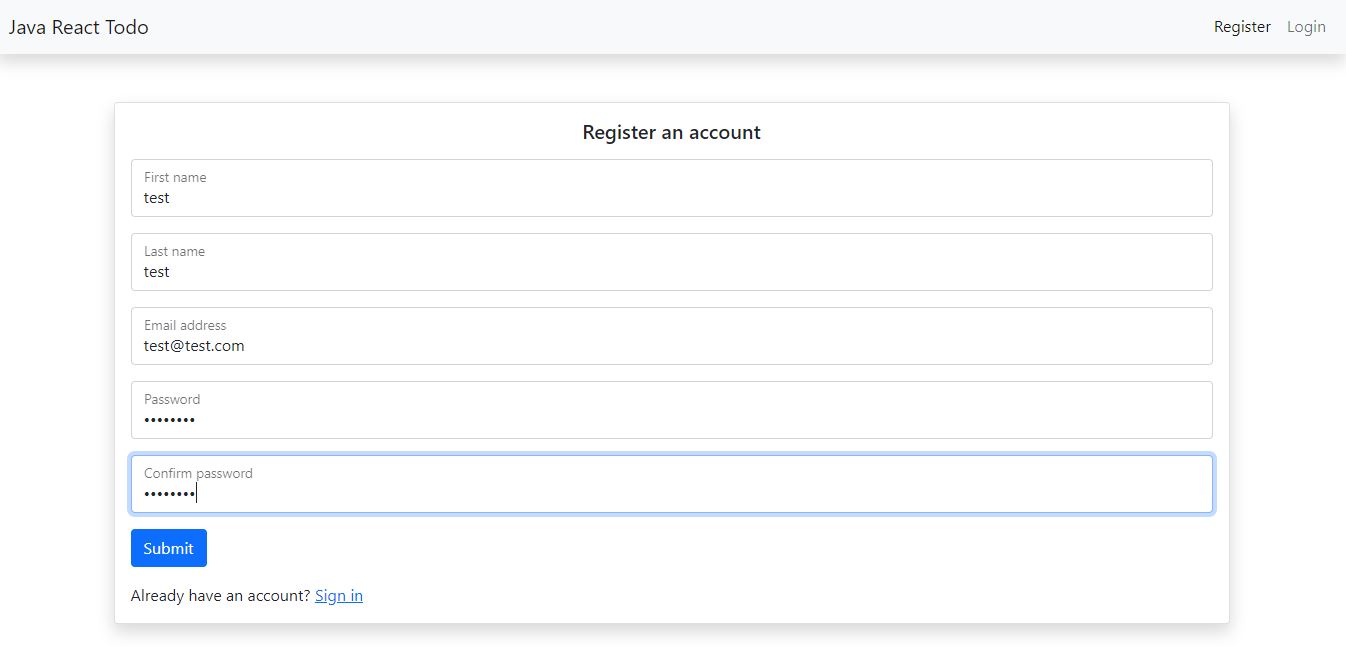 Java React Todo
Register Login
Register an account
First name
test
Last name
test
Email address
test@test.com
Password
••••••••
Confirm password
••••••••
Submit
Already have an account? Sign in